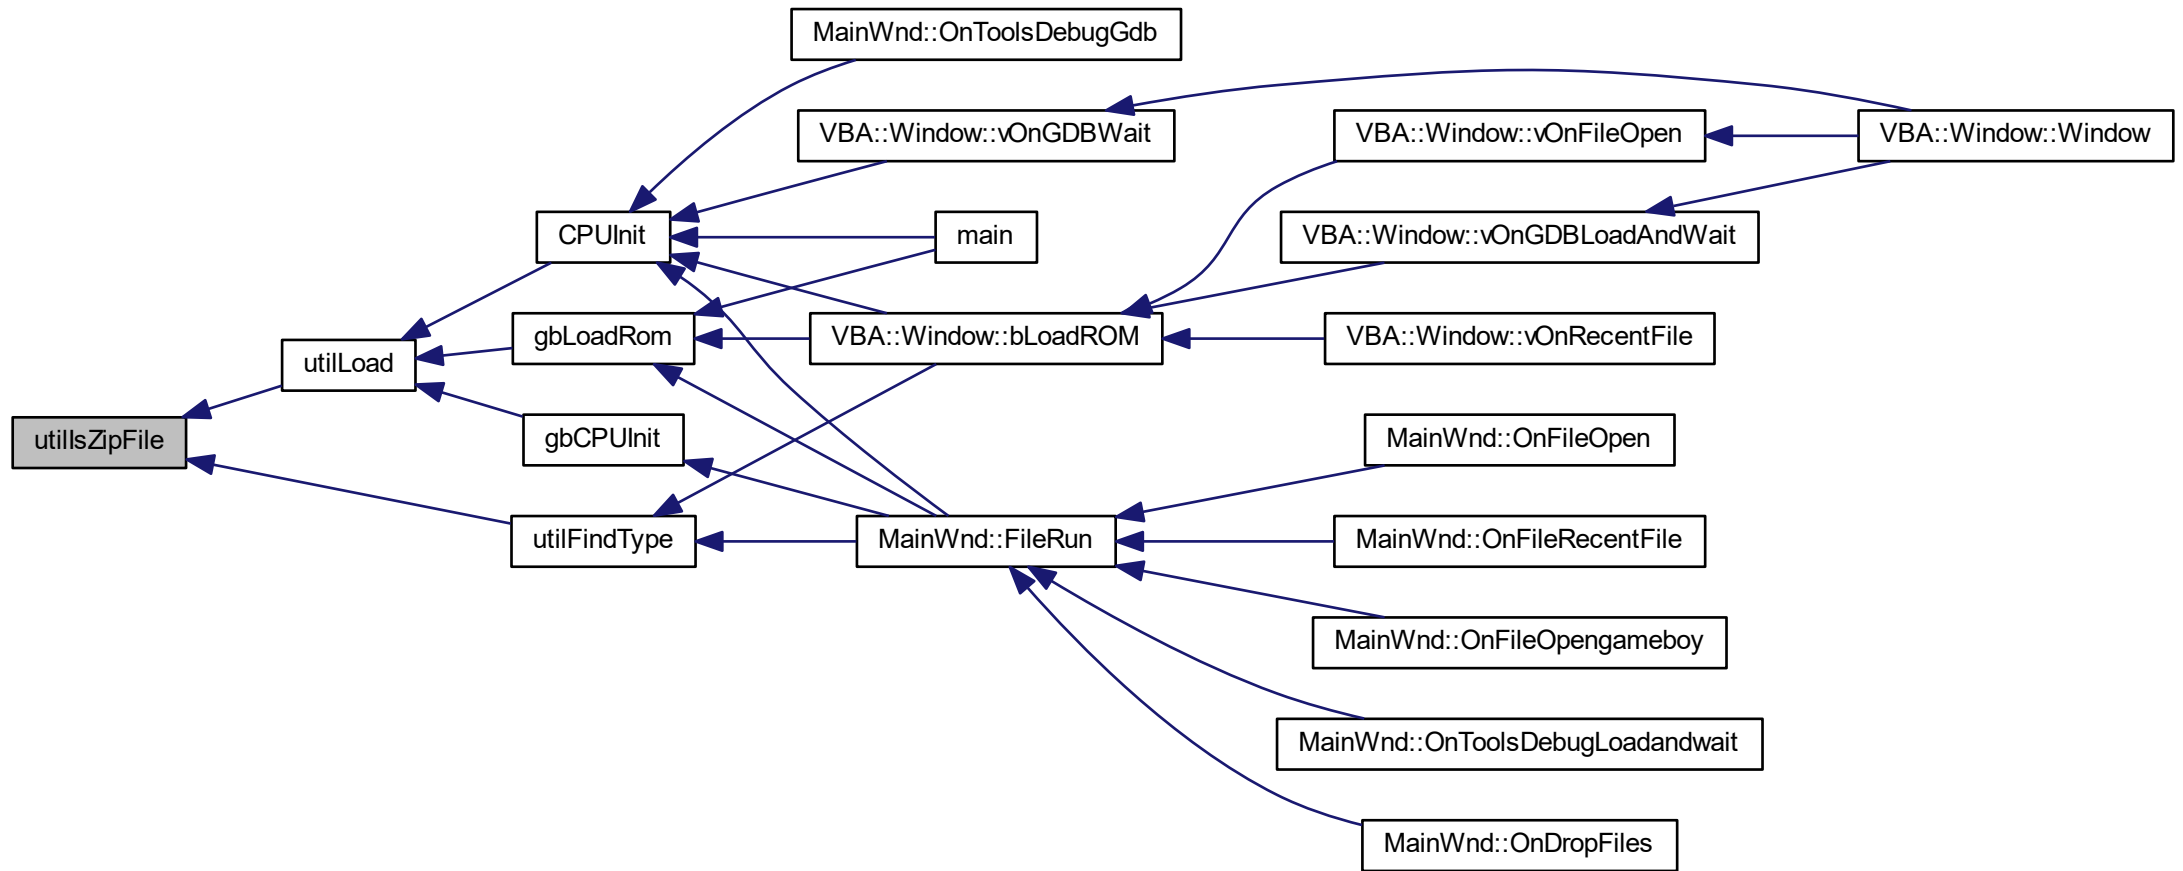 MainWnd::OnToolsDebugGdb
VBA::Window::vOnGDBWait
VBA::Window::vOnFileOpen
VBA::Window::Window
CPUInit
main
VBA::Window::vOnGDBLoadAndWait
gbLoadRom
VBA::Window::bLoadROM
VBA::Window::vOnRecentFile
utilLoad
utilIsZipFile
gbCPUInit
MainWnd::OnFileOpen
utilFindType
MainWnd::FileRun
MainWnd::OnFileRecentFile
MainWnd::OnFileOpengameboy
MainWnd::OnToolsDebugLoadandwait
MainWnd::OnDropFiles